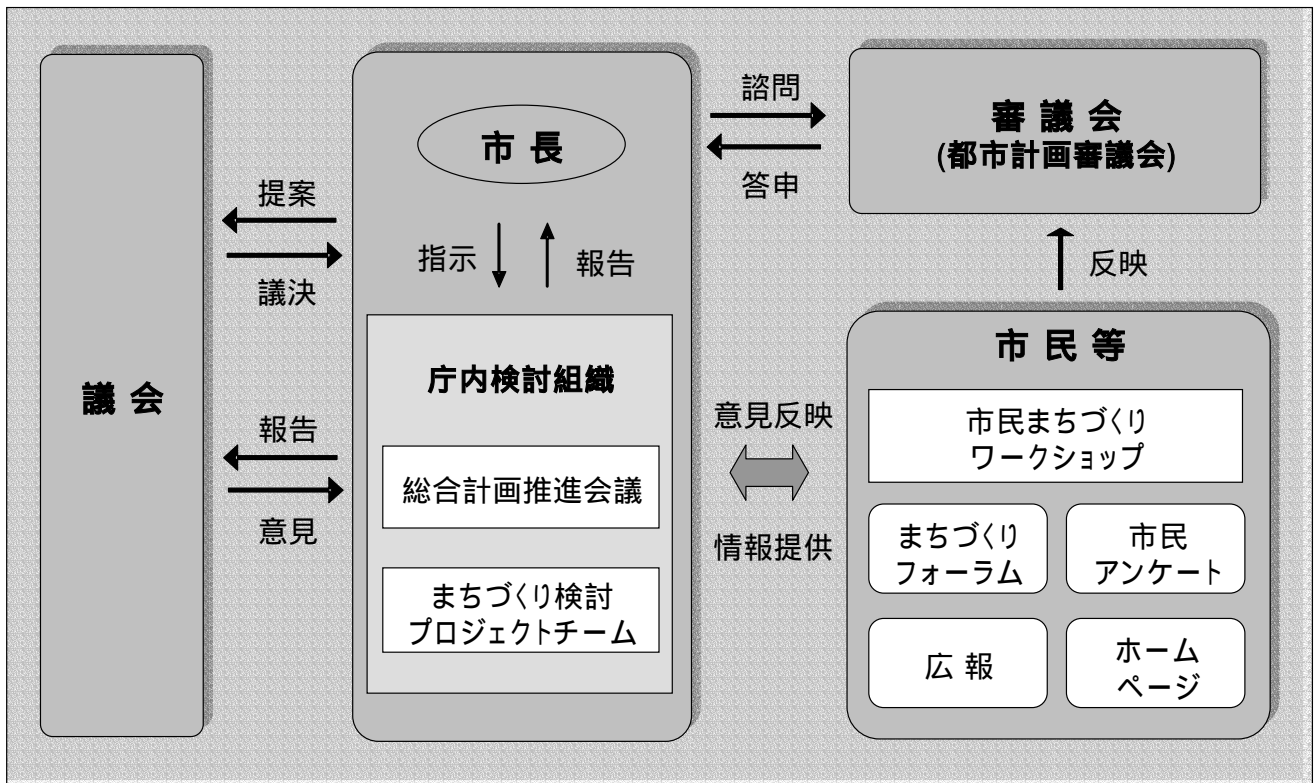 議 会
提案
議決
報告
意見
市 長
指示
報告
庁内検討組織
総合計画推進会議
まちづくり検討
プロジェクトチーム
諮問
答申
審 議 会
(都市計画審議会)
反映
意見反映
情報提供
市 民 等
市民まちづくり
ワークショップ
まちづくり
フォーラム
市民
アンケート
広 報
ホーム
ページ